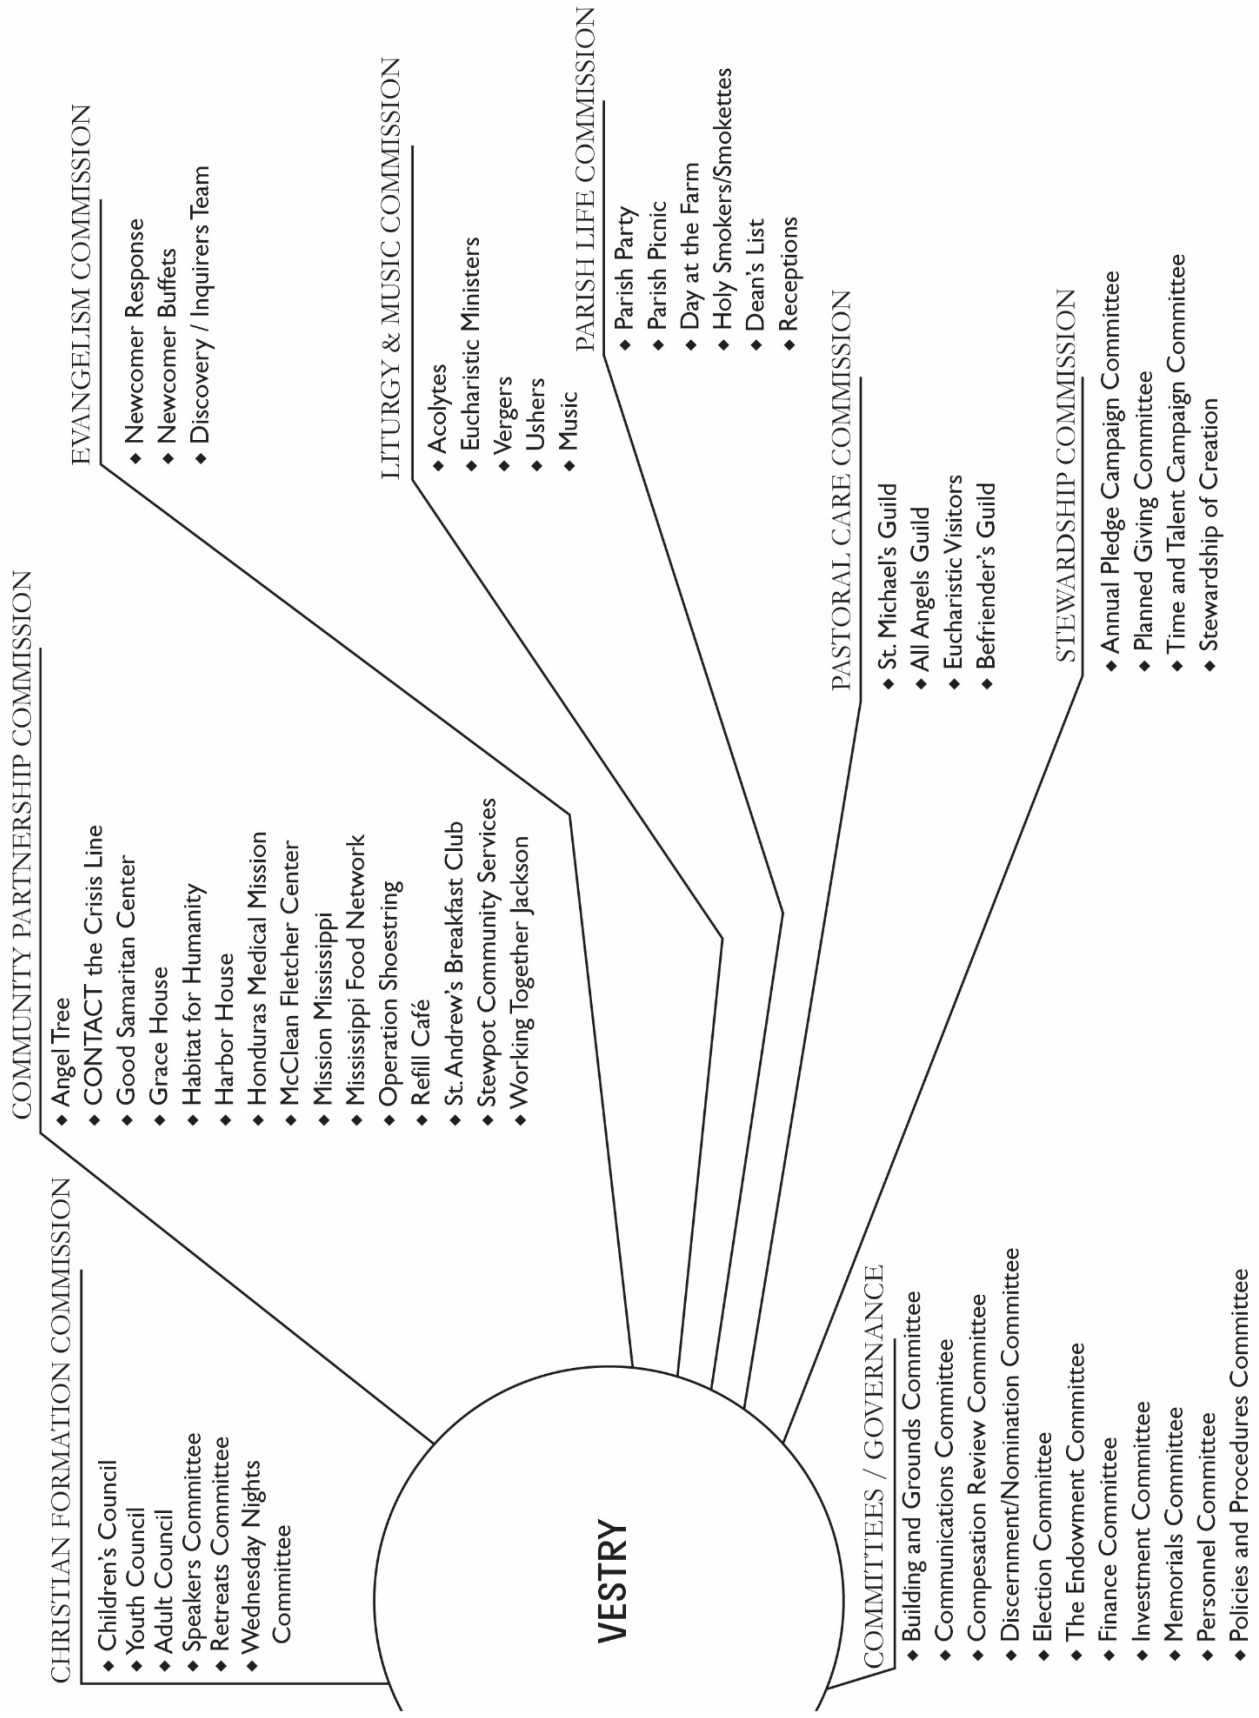 CHRISTIAN FORMATION COMMISSION
◆ Children's Council
◆ Youth Council
◆ Adult Council
◆ Speakers Committee
◆ Retreats Committee
◆ Wednesday Nights
Committee
COMMUNITY PARTNERSHIP COMMISSION
◆ Angel Tree
◆ CONTACT the Crisis Line
◆ Good Samaritan Center
◆ Grace House
◆ Habitat for Humanity
◆ Harbor House
◆ Honduras Medical Mission
◆ McClean Fletcher Center
◆ Mission Mississippi
◆ Mississippi Food Network
◆ Operation Shoestring
◆ Refill Café
◆ St. Andrew's Breakfast Club
◆ Stewpot Community Services
◆ Working Together Jackson
EVANGELISM COMMISSION
◆ Newcomer Response
◆ Newcomer Buffets
◆ Discovery / Inquirers Team
LITURGY & MUSIC COMMISSION
◆ Acolytes
◆ Eucharistic Ministers
◆ Vergers
◆ Ushers
◆ Music
PARISH LIFE COMMISSION
◆ Parish Party
◆ Parish Picnic
◆ Day at the Farm
◆ Holy Smokers/Smokettes
◆ Dean's List
◆ Receptions
PASTORAL CARE COMMISSION
◆ St. Michael's Guild
◆ All Angels Guild
◆ Eucharistic Visitors
◆ Befriender's Guild
STEWARDSHIP COMMISSION
◆ Annual Pledge Campaign Committee
◆ Planned Giving Committee
◆ Time and Talent Campaign Committee
◆ Stewardship of Creation
VESTRY
COMMITTEES / GOVERNANCE
◆ Building and Grounds Committee
◆ Communications Committee
◆ Compesation Review Committee
◆ Discernment/Nomination Committee
◆ Election Committee
◆ The Endowment Committee
◆ Finance Committee
◆ Investment Committee
◆ Memorials Committee
◆ Personnel Committee
◆ Policies and Procedures Committee